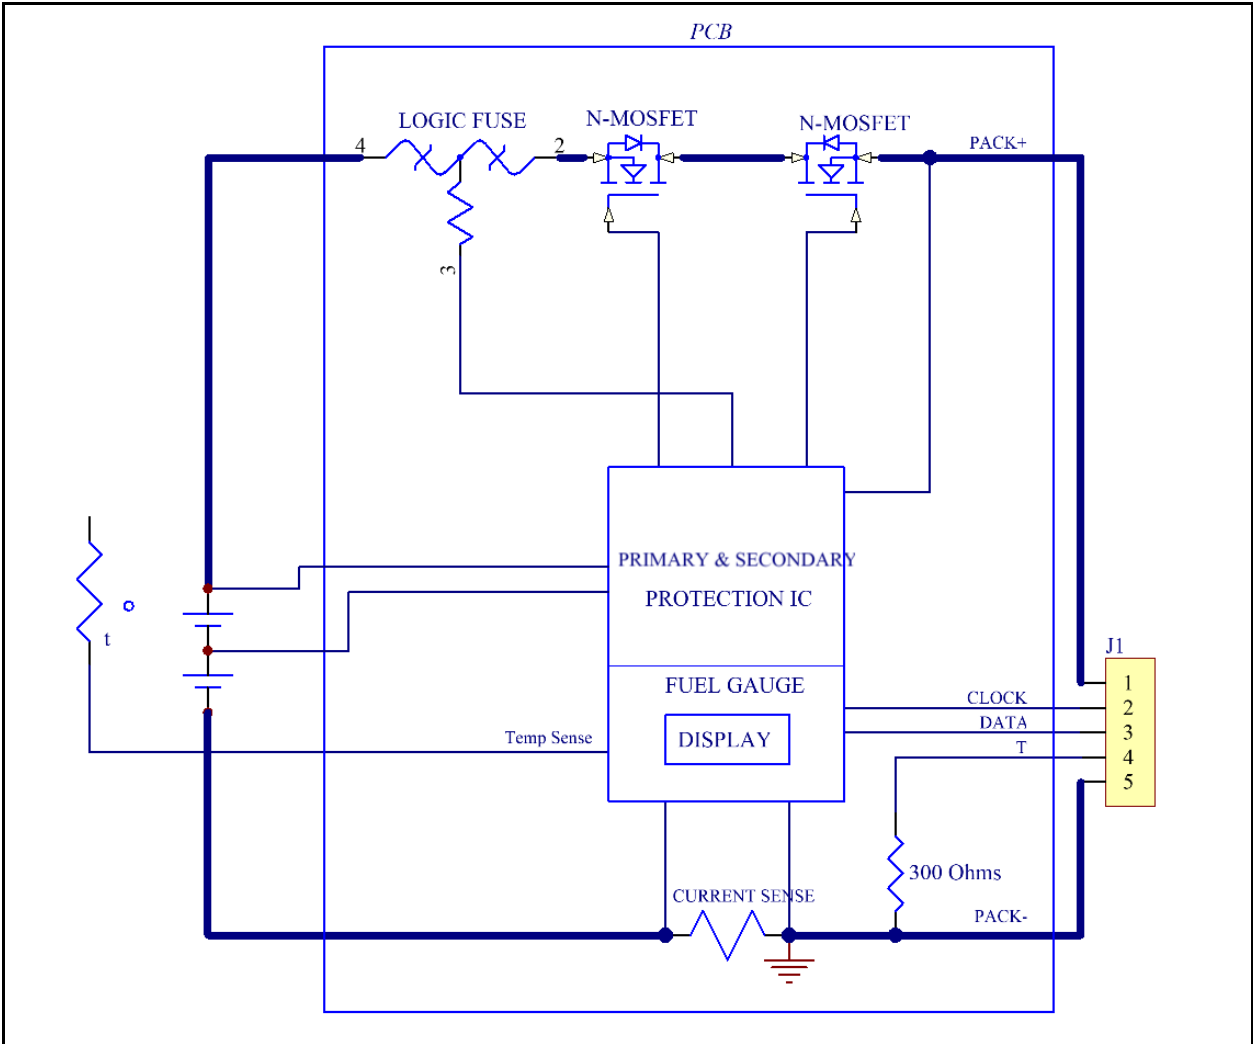 PCB
LOGIC FUSE
N-MOSFET
N-MOSFET
4
2
PACK+
3
PRIMARY & SECONDARY
PROTECTION IC
t
J1
FUEL GAUGE
1
CLOCK
2
DATA
3
Temp Sense
DISPLAY
T
4
5
300 Ohms
CURRENT SENSE
PACK-